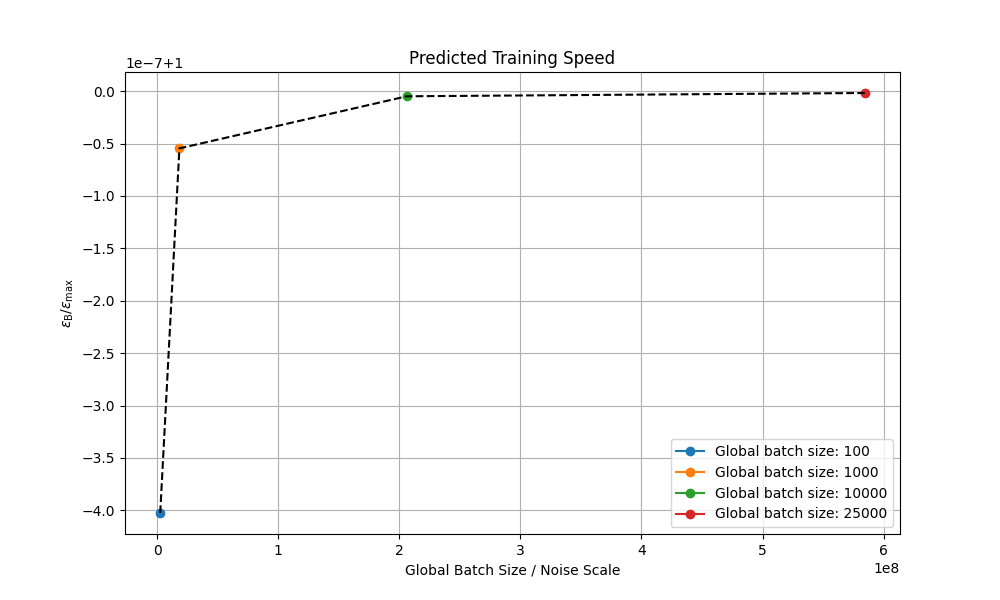 Predicted Training Speed
1e−7+1
0.0
−0.5
−1.0
−1.5
−2.0
−2.5
−3.0
−3.5
−4.0
εB/εmax
Global batch size: 100
Global batch size: 1000
Global batch size: 10000
Global batch size: 25000
0 1 2 3 4 5 6
1e8
Global Batch Size / Noise Scale